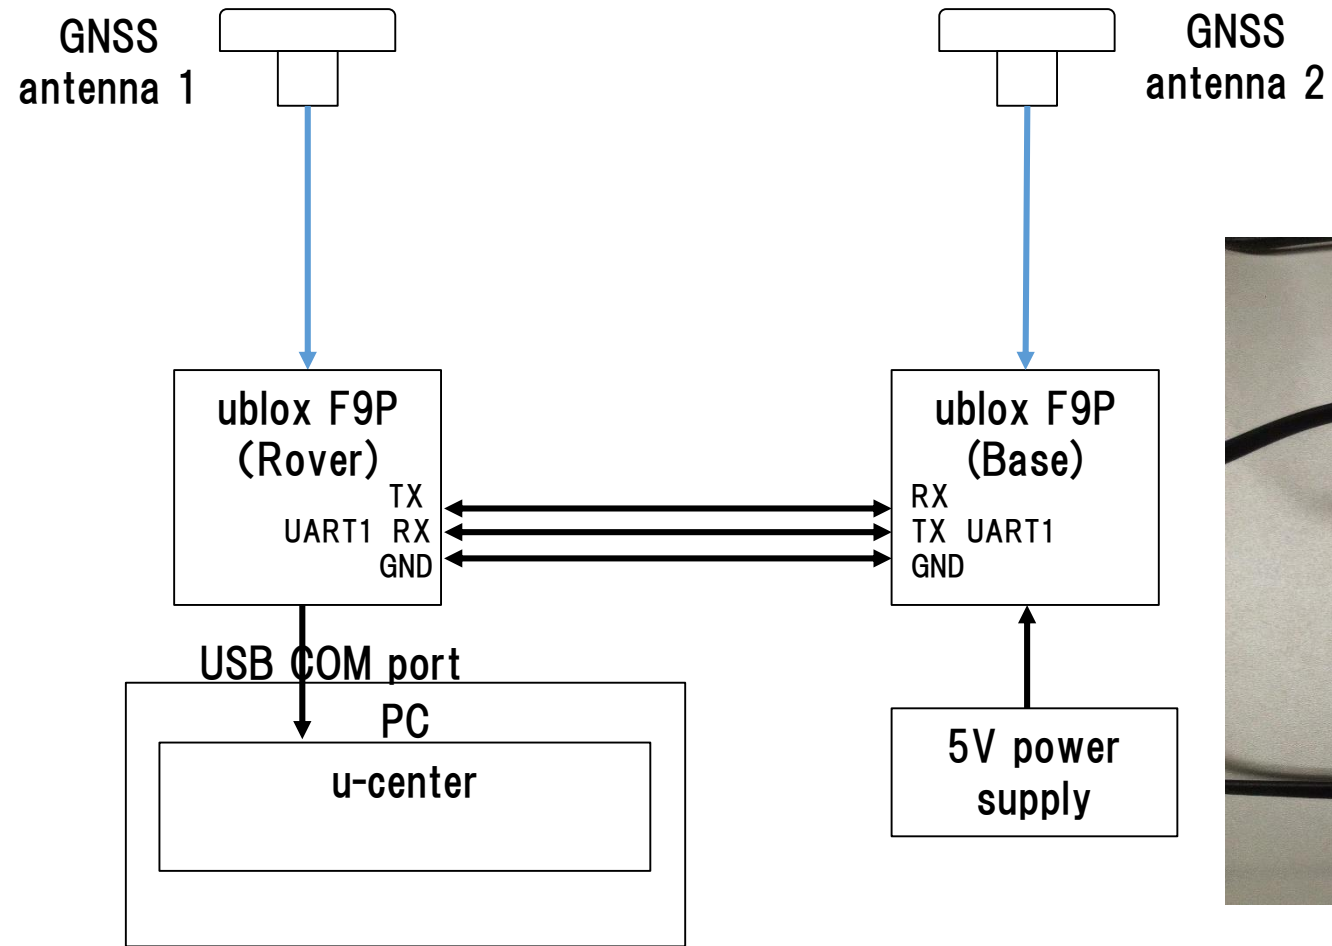 GNSS
antenna 1
GNSS
antenna 2
ublox F9P
(Rover)
TX
UART1 RX
GND
ublox F9P
(Base)
RX
TX UART1
GND
USB COM port
PC
u-center
5V power
supply